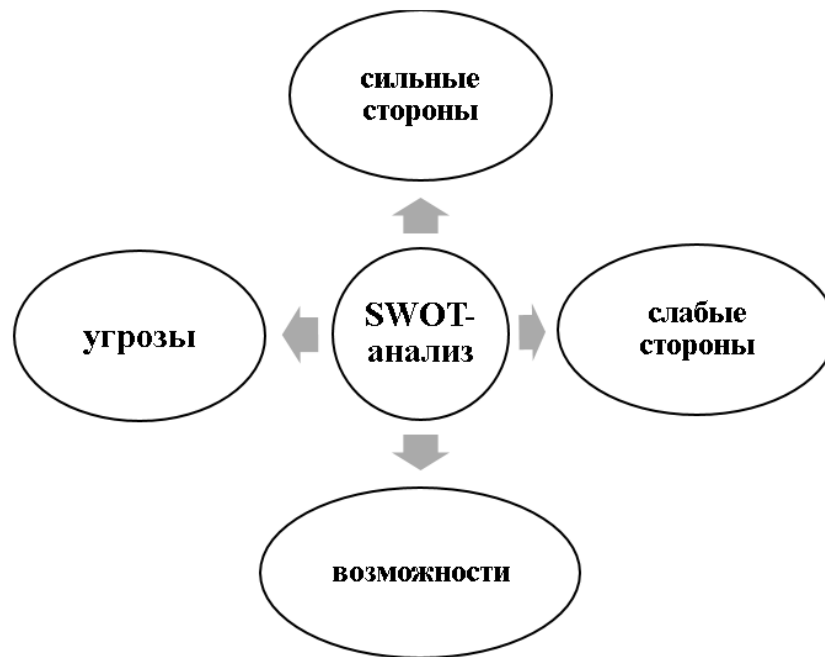 сильные
стороны
угрозы
SWOT-
анализ
слабые
стороны
возможности